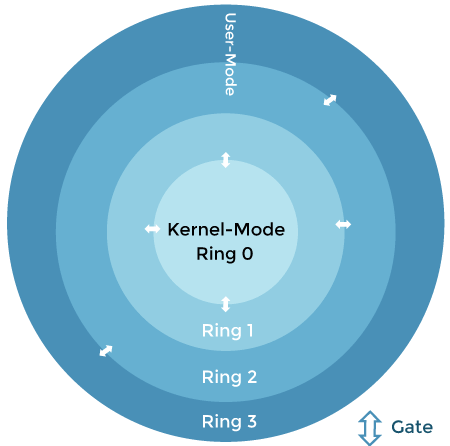 User-Mode
Kernel-Mode
Ring 0
Ring 1
Ring 2
Ring 3
Gate